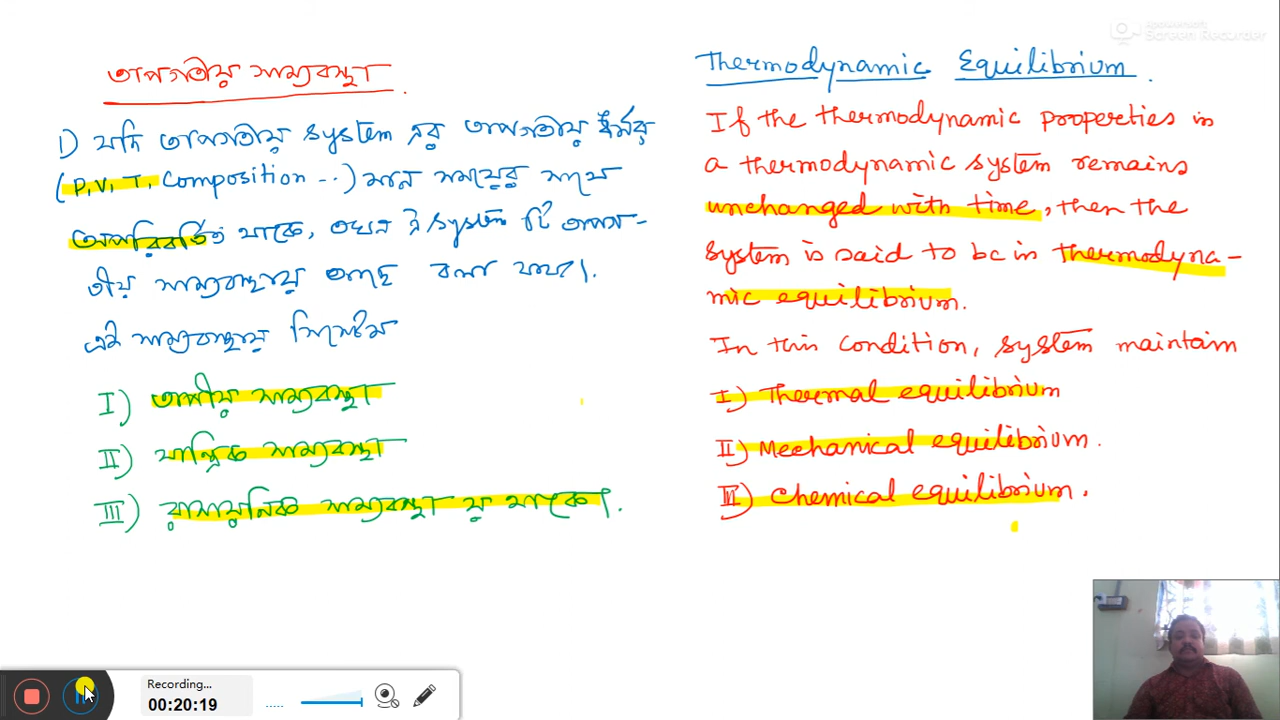 তাপগতীয় সাম্যবস্থা
1) যদি তাপগতীয় system এর তাপগতীয় ধর্মের
(P, V, T, Composition --) মান সময়ের সাথে
অপরিবর্তিত থাকে, তখন ঐ system টি তাপগ-
তীয় সাম্যবস্থায় আছে বলা যায়।
এই সাম্যবস্থায় সিস্টেম
I) তাপীয় সাম্যবস্থা
II) যান্ত্রিক সাম্যবস্থা
III) রাসায়নিক সাম্যবস্থা য় থাকে।
Thermodynamic Equilibrium.
If the thermodynamic properties in
a thermodynamic system remains
unchanged with time, then the
system is said to be in thermodyna-
mic equilibrium.
In this condition, system maintain
I) Thermal equilibrium
II) Mechanical equilibrium.
III) Chemical equilibrium.
Apowersoft
Screen Recorder
Recording...
00:20:19